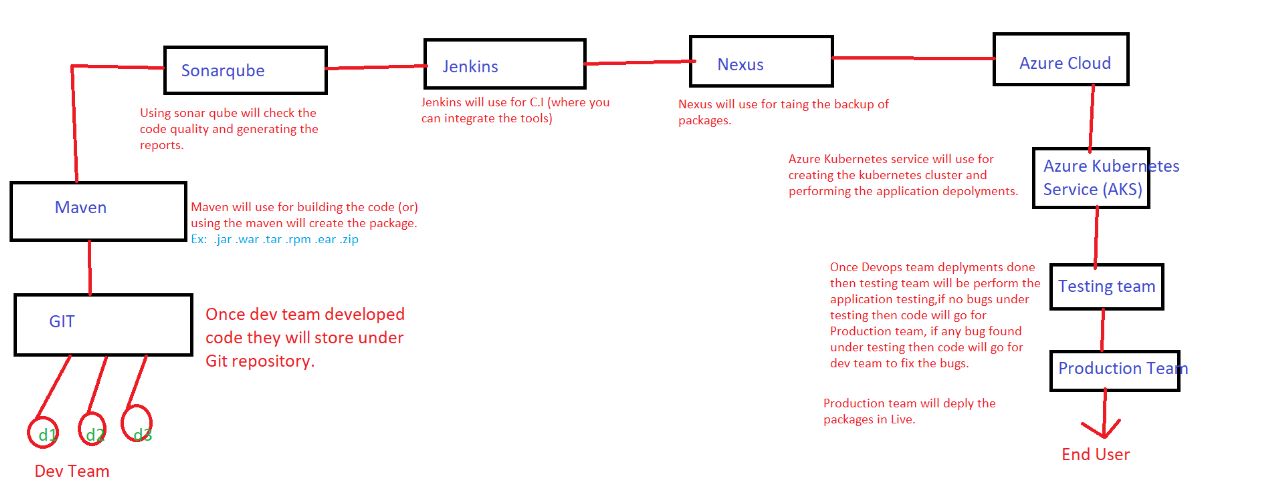 Sonarqube
Jenkins
Nexus
Azure Cloud
Using sonar qube will check the
code quality and generating the
reports.
Jenkins will use for C.I (where you
can integrate the tools)
Nexus will use for taing the backup of
packages.
Azure Kubernetes service will use for
creating the kubernetes cluster and
performing the application depolyments.
Azure Kubernetes
Service (AKS)
Maven
Maven will use for building the code (or)
using the maven will create the package.
Ex:  .jar .war .tar .rpm .ear .zip
GIT
Once dev team developed
code they will store under
Git repository.
Once Devops team deplyments done
then testing team will be perform the
application testing,if no bugs under
testing then code will go for
Production team, if any bug found
under testing then code will go for
dev team to fix the bugs.
Testing team
Production Team
Production team will deply the
packages in Live.
d1
d2
d3
Dev Team
End User